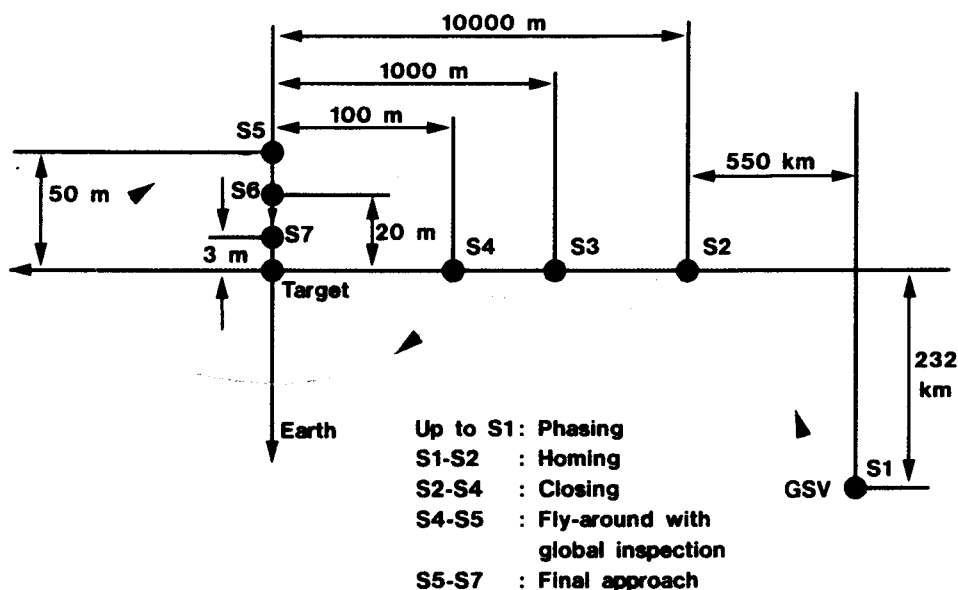 10000 m
1000 m
100 m
S5
550 km
50 m
S6
S7
20 m
S4
S3
S2
3 m
Target
232
km
Earth
Up to S1: Phasing
S1-S2 : Homing
S1
S2-S4 : Closing
GSV
S4-S5 : Fly-around with
global inspection
S5-S7 : Final approach